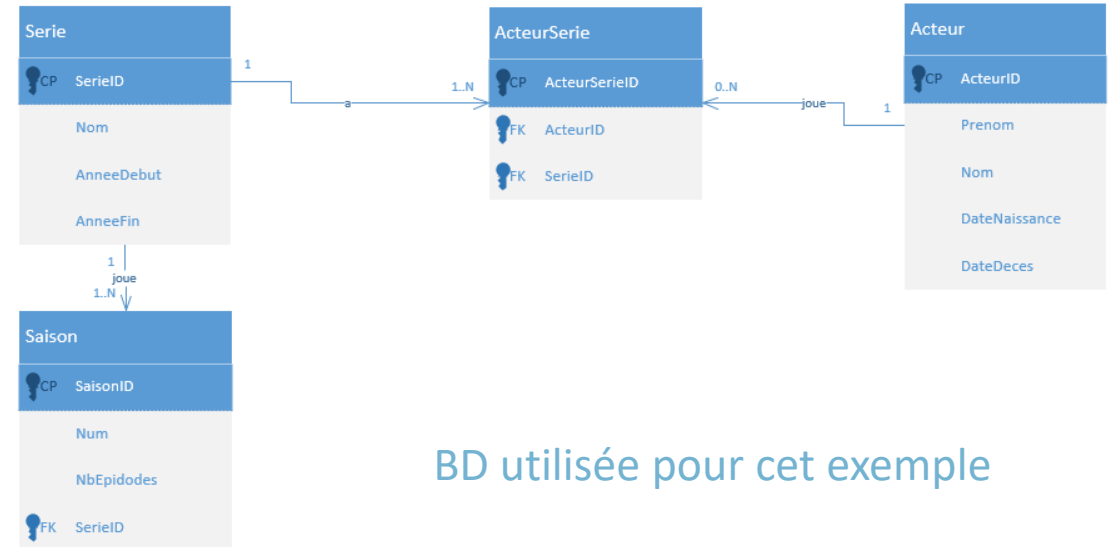 Serie
CP SerieID
Nom
AnneeDebut
AnneeFin
1
a
1..N
ActeurSerie
CP ActeurSerieID
FK ActeurID
FK SerieID
0..N
joue
1
Acteur
CP ActeurID
Prenom
Nom
DateNaissance
DateDeces
1
joue
1..N
Saison
CP SaisonID
Num
NbEpidodes
FK SerieID
BD utilisée pour cet exemple